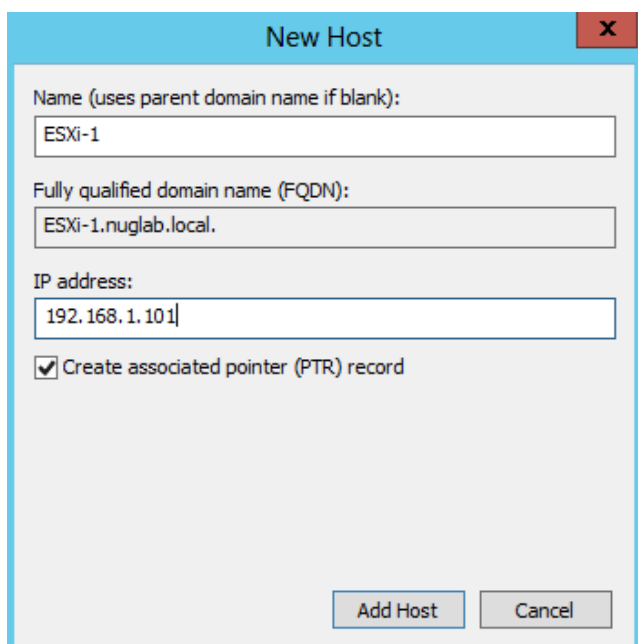 New Host
x
Name (uses parent domain name if blank):
ESXi-1
Fully qualified domain name (FQDN):
ESXi-1.nuglab.local.
IP address:
192.168.1.101
Create associated pointer (PTR) record
Add Host Cancel